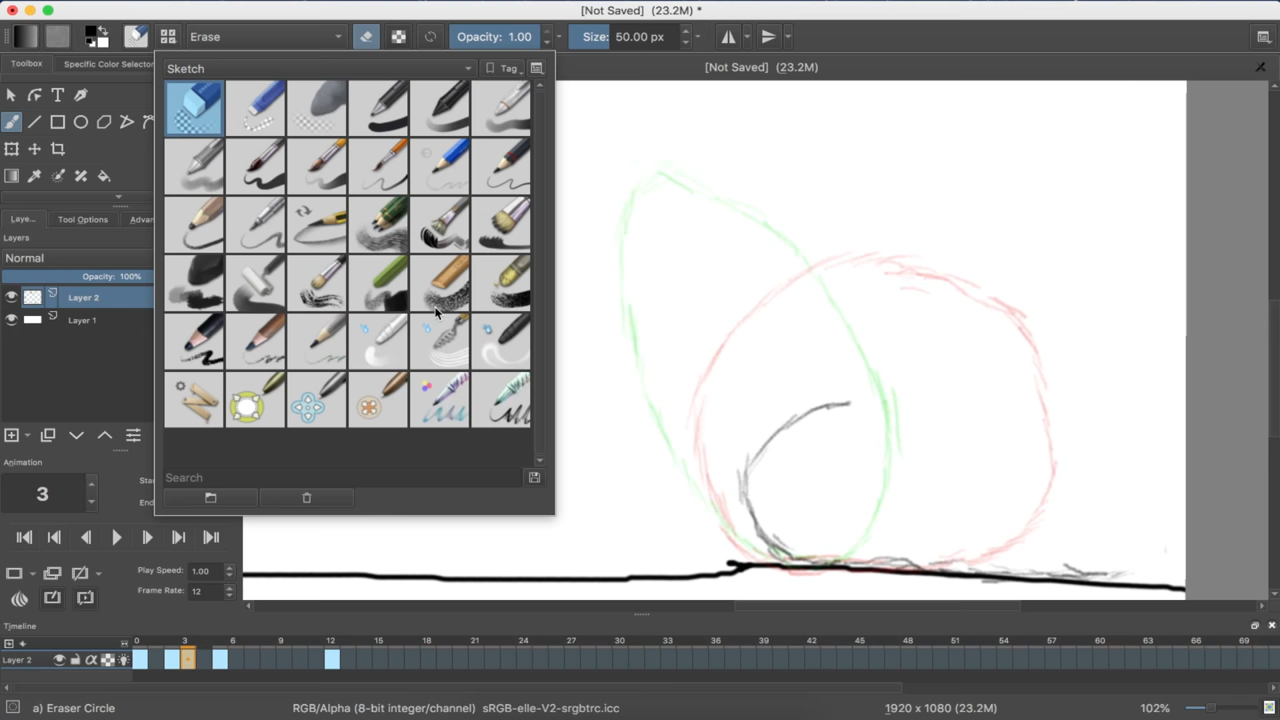 [Not Saved] (23.2M) *
Erase
Opacity: 1.00
Size: 50.00 px
Toolbox
Specific Color Selector
Sketch
Tag
[Not Saved] (23.2M)
Laye...
Tool Options
Advar
Layers
Normal
Opacity: 100%
Layer 2
Layer 1
Search
Animation
3
Sta
End
Play Speed: 1.00
Frame Rate: 12
Timeline
0 3 6 9 12 15 18 21 24 27 30 33 36 39 42 45 48 51 54 57 60 63 66 69
Layer 2
a) Eraser Circle
RGB/Alpha (8-bit integer/channel) sRGB-elle-V2-srgbtrc.icc
1920 x 1080 (23.2M)
102%